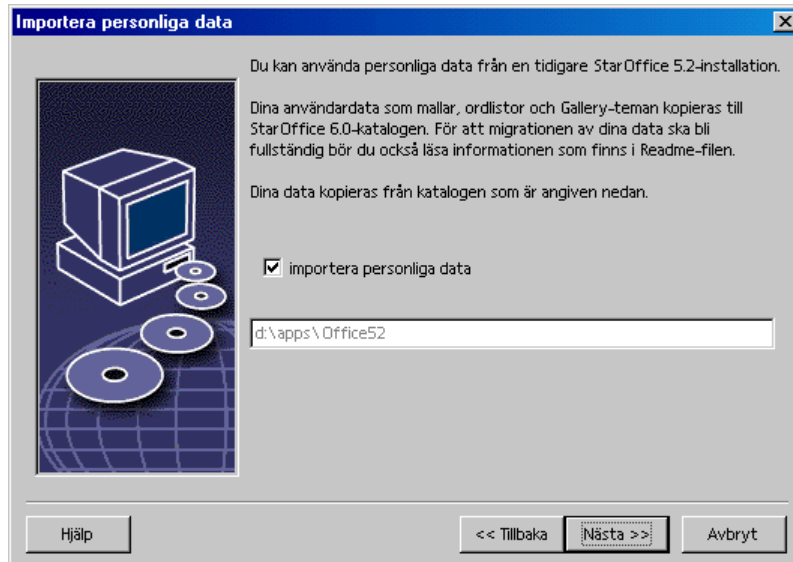 Importera personliga data
Du kan använda personliga data från en tidigare StarOffice 5.2-installation.
Dina användardata som mallar, ordlistor och Gallery-teman kopieras till
StarOffice 6.0-katalogen. För att migrationen av dina data ska bli
fullständig bör du också läsa informationen som finns i Readme-filen.
Dina data kopieras från katalogen som är angiven nedan.
importera personliga data
d:\apps\Office52
Hjälp
<< Tillbaka
Nästa >>
Avbryt